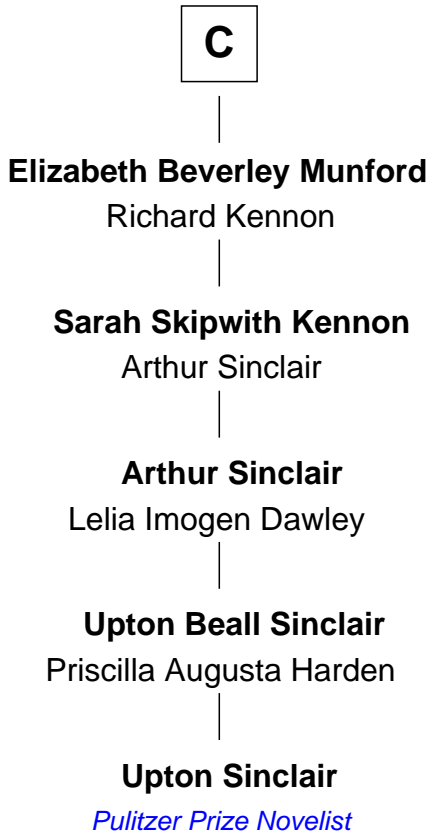 C
Elizabeth Beverley Munford
Richard Kennon
Sarah Skipwith Kennon
Arthur Sinclair
Arthur Sinclair
Lelia Imogen Dawley
Upton Beall Sinclair
Priscilla Augusta Harden
Upton Sinclair
Pulitzer Prize Novelist